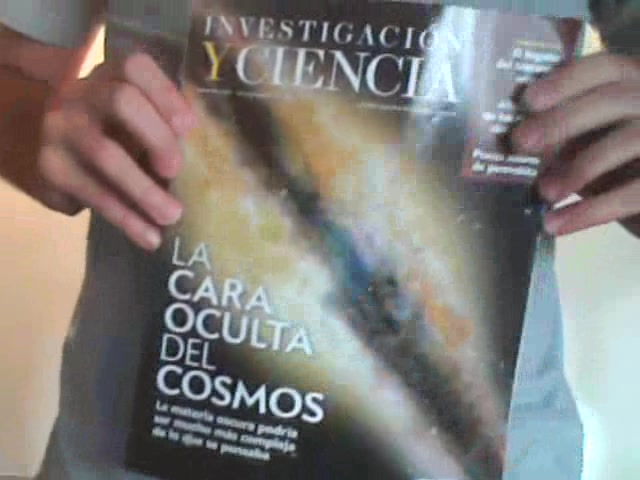 INVESTIGACIÓN
Y CIENCIA
LA
CARA
OCULTA
DEL
COSMOS
La materia oscura podría
ser mucho más compleja
de lo que se pensaba